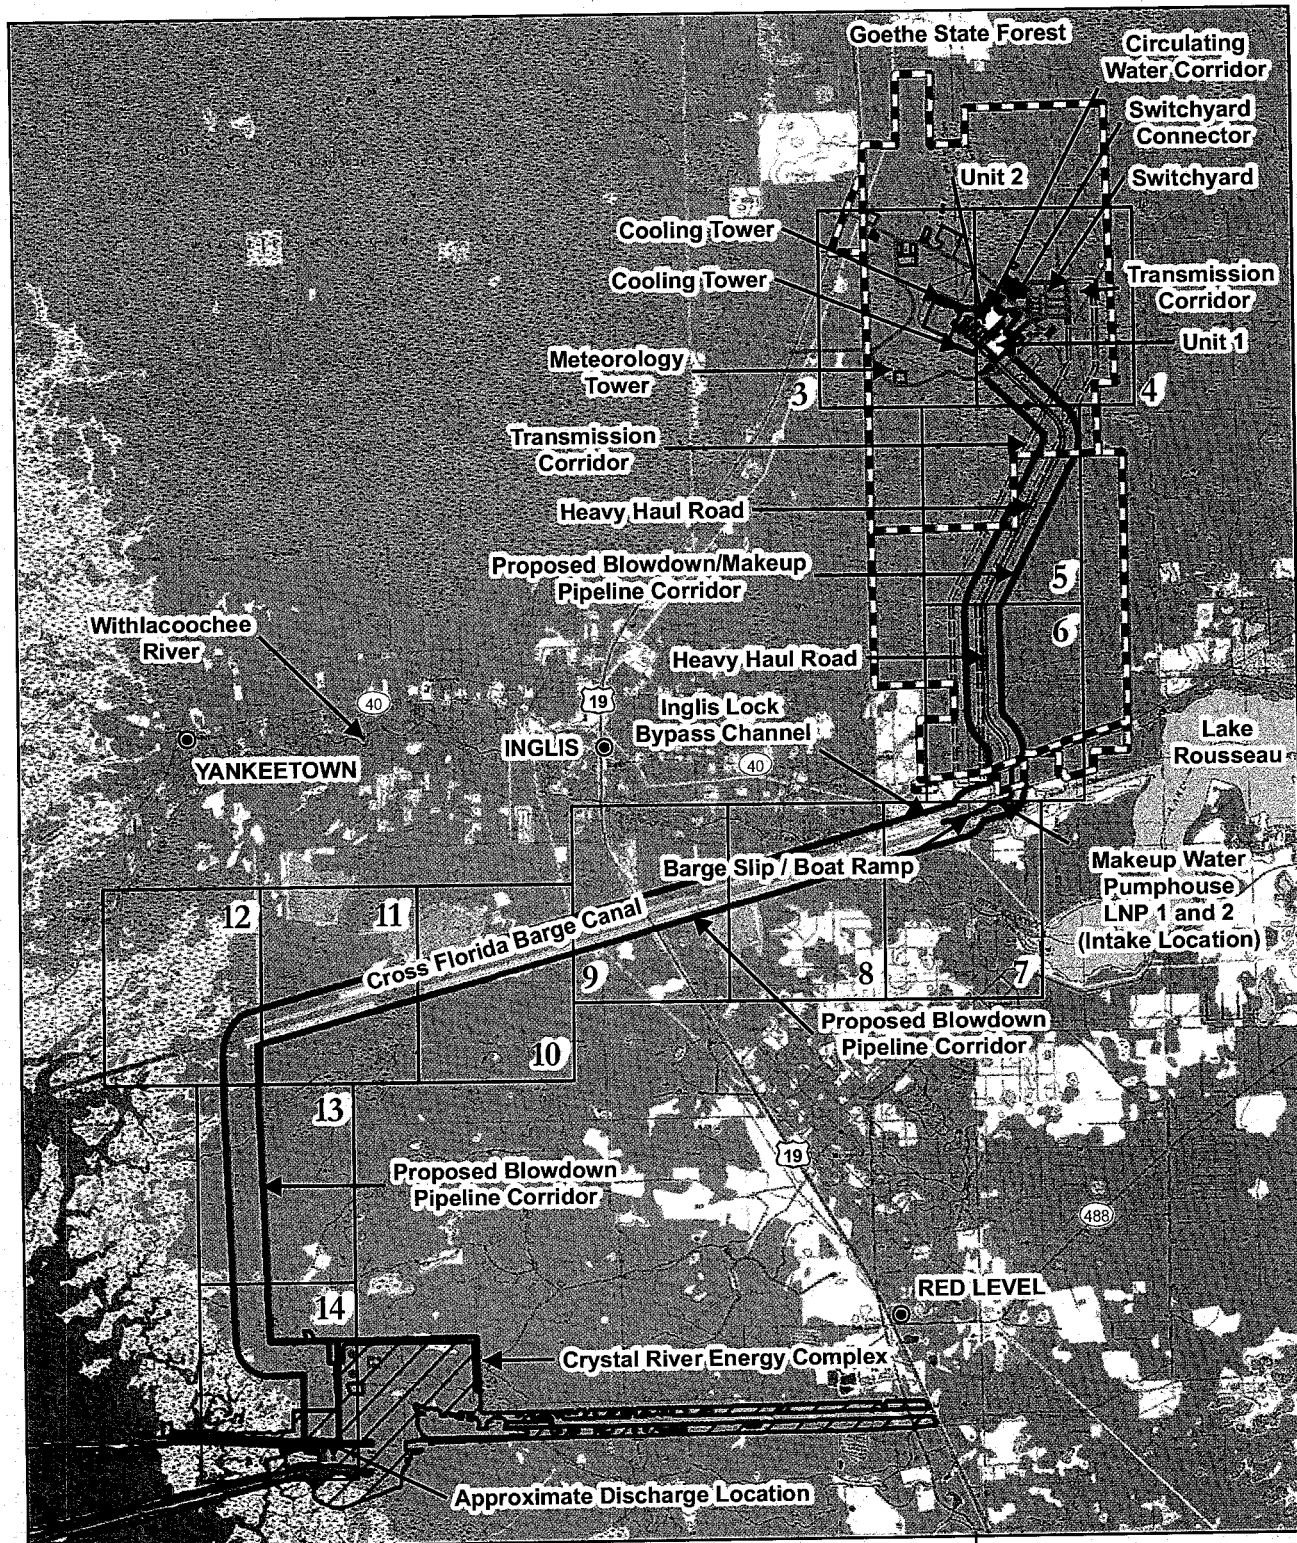 Goethe State Forest
Circulating
Water Corridor
Switchyard
Connector
Unit 2
Switchyard
Cooling Tower
Cooling Tower
Transmission
Corridor
Unit 1
Meteorology
Tower
3
4
Transmission
Corridor
Heavy Haul Road
Proposed Blowdown/Makeup
Pipeline Corridor
5
6
Withlacoochee
River
Heavy Haul Road
40
19
Inglis Lock
Bypass Channel
Lake
Rousseau
INGLIS
40
YANKEETOWN
Barge Slip / Boat Ramp
Makeup Water
Pumphouse
LNP 1 and 2
(Intake Location)
12
11
Cross Florida Barge Canal
9
8
7
Proposed Blowdown
Pipeline Corridor
10
13
19
Proposed Blowdown
Pipeline Corridor
488
RED LEVEL
14
Crystal River Energy Complex
Approximate Discharge Location